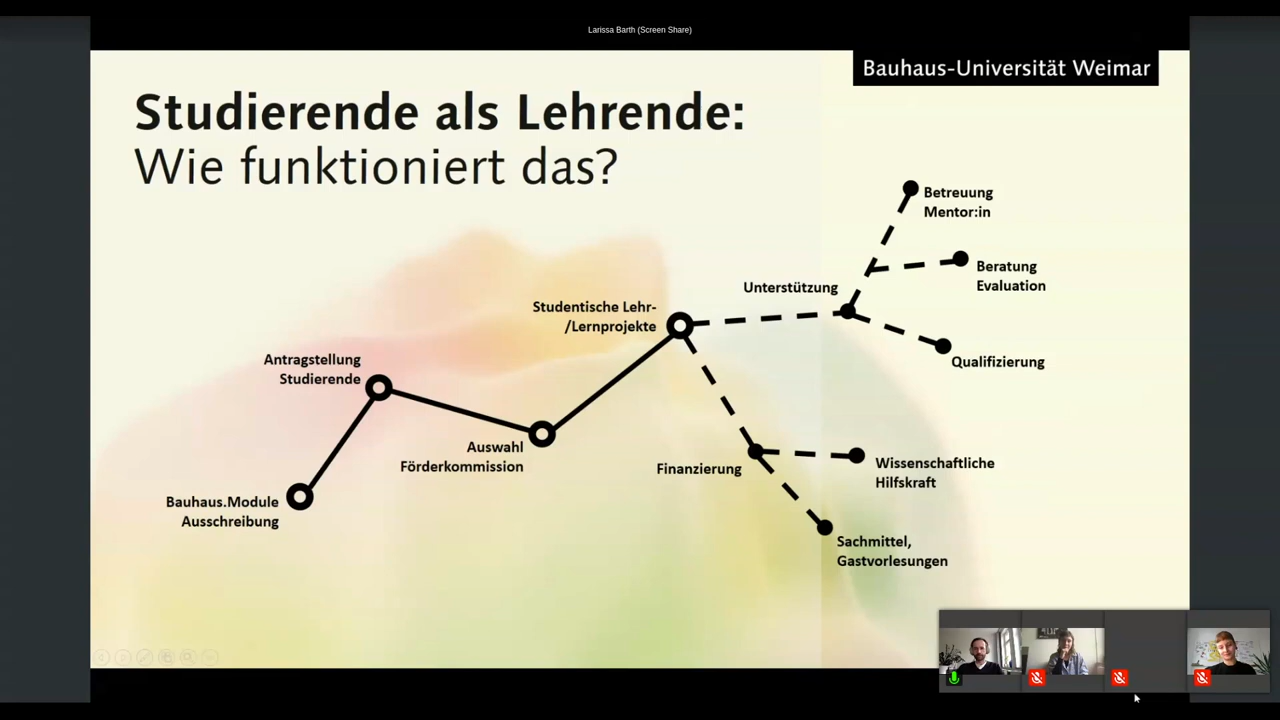 Larissa Barth (Screen Share)
Bauhaus-Universität Weimar
Studierende als Lehrende:
Wie funktioniert das?
Betreuung
Mentor:in
Beratung
Evaluation
Unterstützung
Qualifizierung
Studentische Lehr-
/Lernprojekte
Antragstellung
Studierende
Auswahl
Förderkommission
Bauhaus.Module
Ausschreibung
Finanzierung
Wissenschaftliche
Hilfskraft
Sachmittel,
Gastvorlesungen